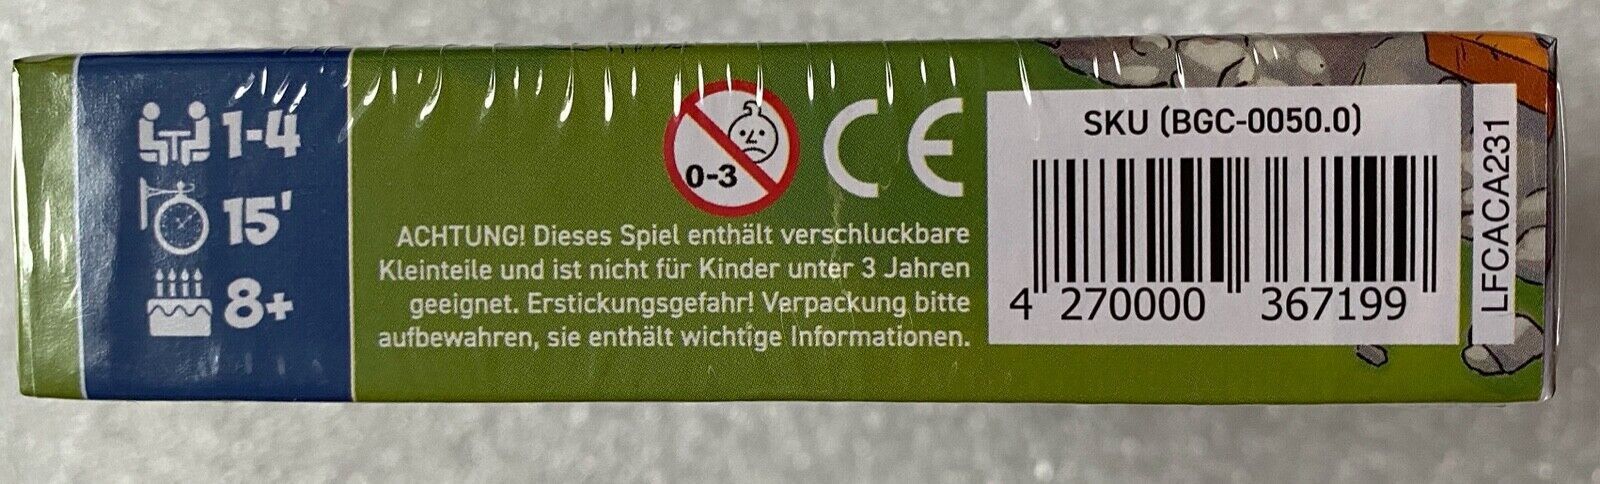 1-4
15'
8+
0-3
CE
ACHTUNG! Dieses Spiel enthält verschluckbare
Kleinteile und ist nicht für Kinder unter 3 Jahren
geeignet. Erstickungsgefahr! Verpackung bitte
aufbewahren, sie enthält wichtige Informationen.
SKU (BGC-0050.0)
4 270000 367199
LFCACA231